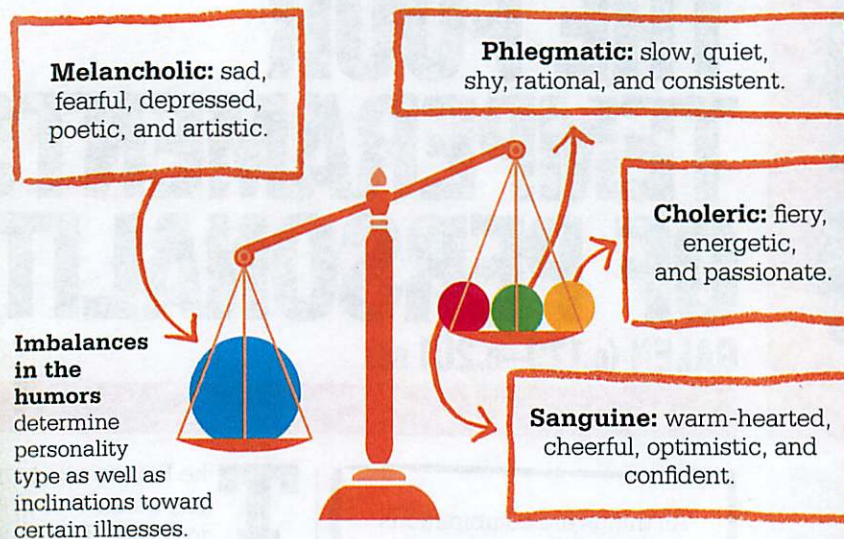 Melancholic: sad,
fearful, depressed,
poetic, and artistic.
Phlegmatic: slow, quiet,
shy, rational, and consistent.
Choleric: fiery,
energetic,
and passionate.
Imbalances
in the
humors
determine
personality
type as well as
inclinations toward
certain illnesses.
Sanguine: warm-hearted,
cheerful, optimistic, and
confident.